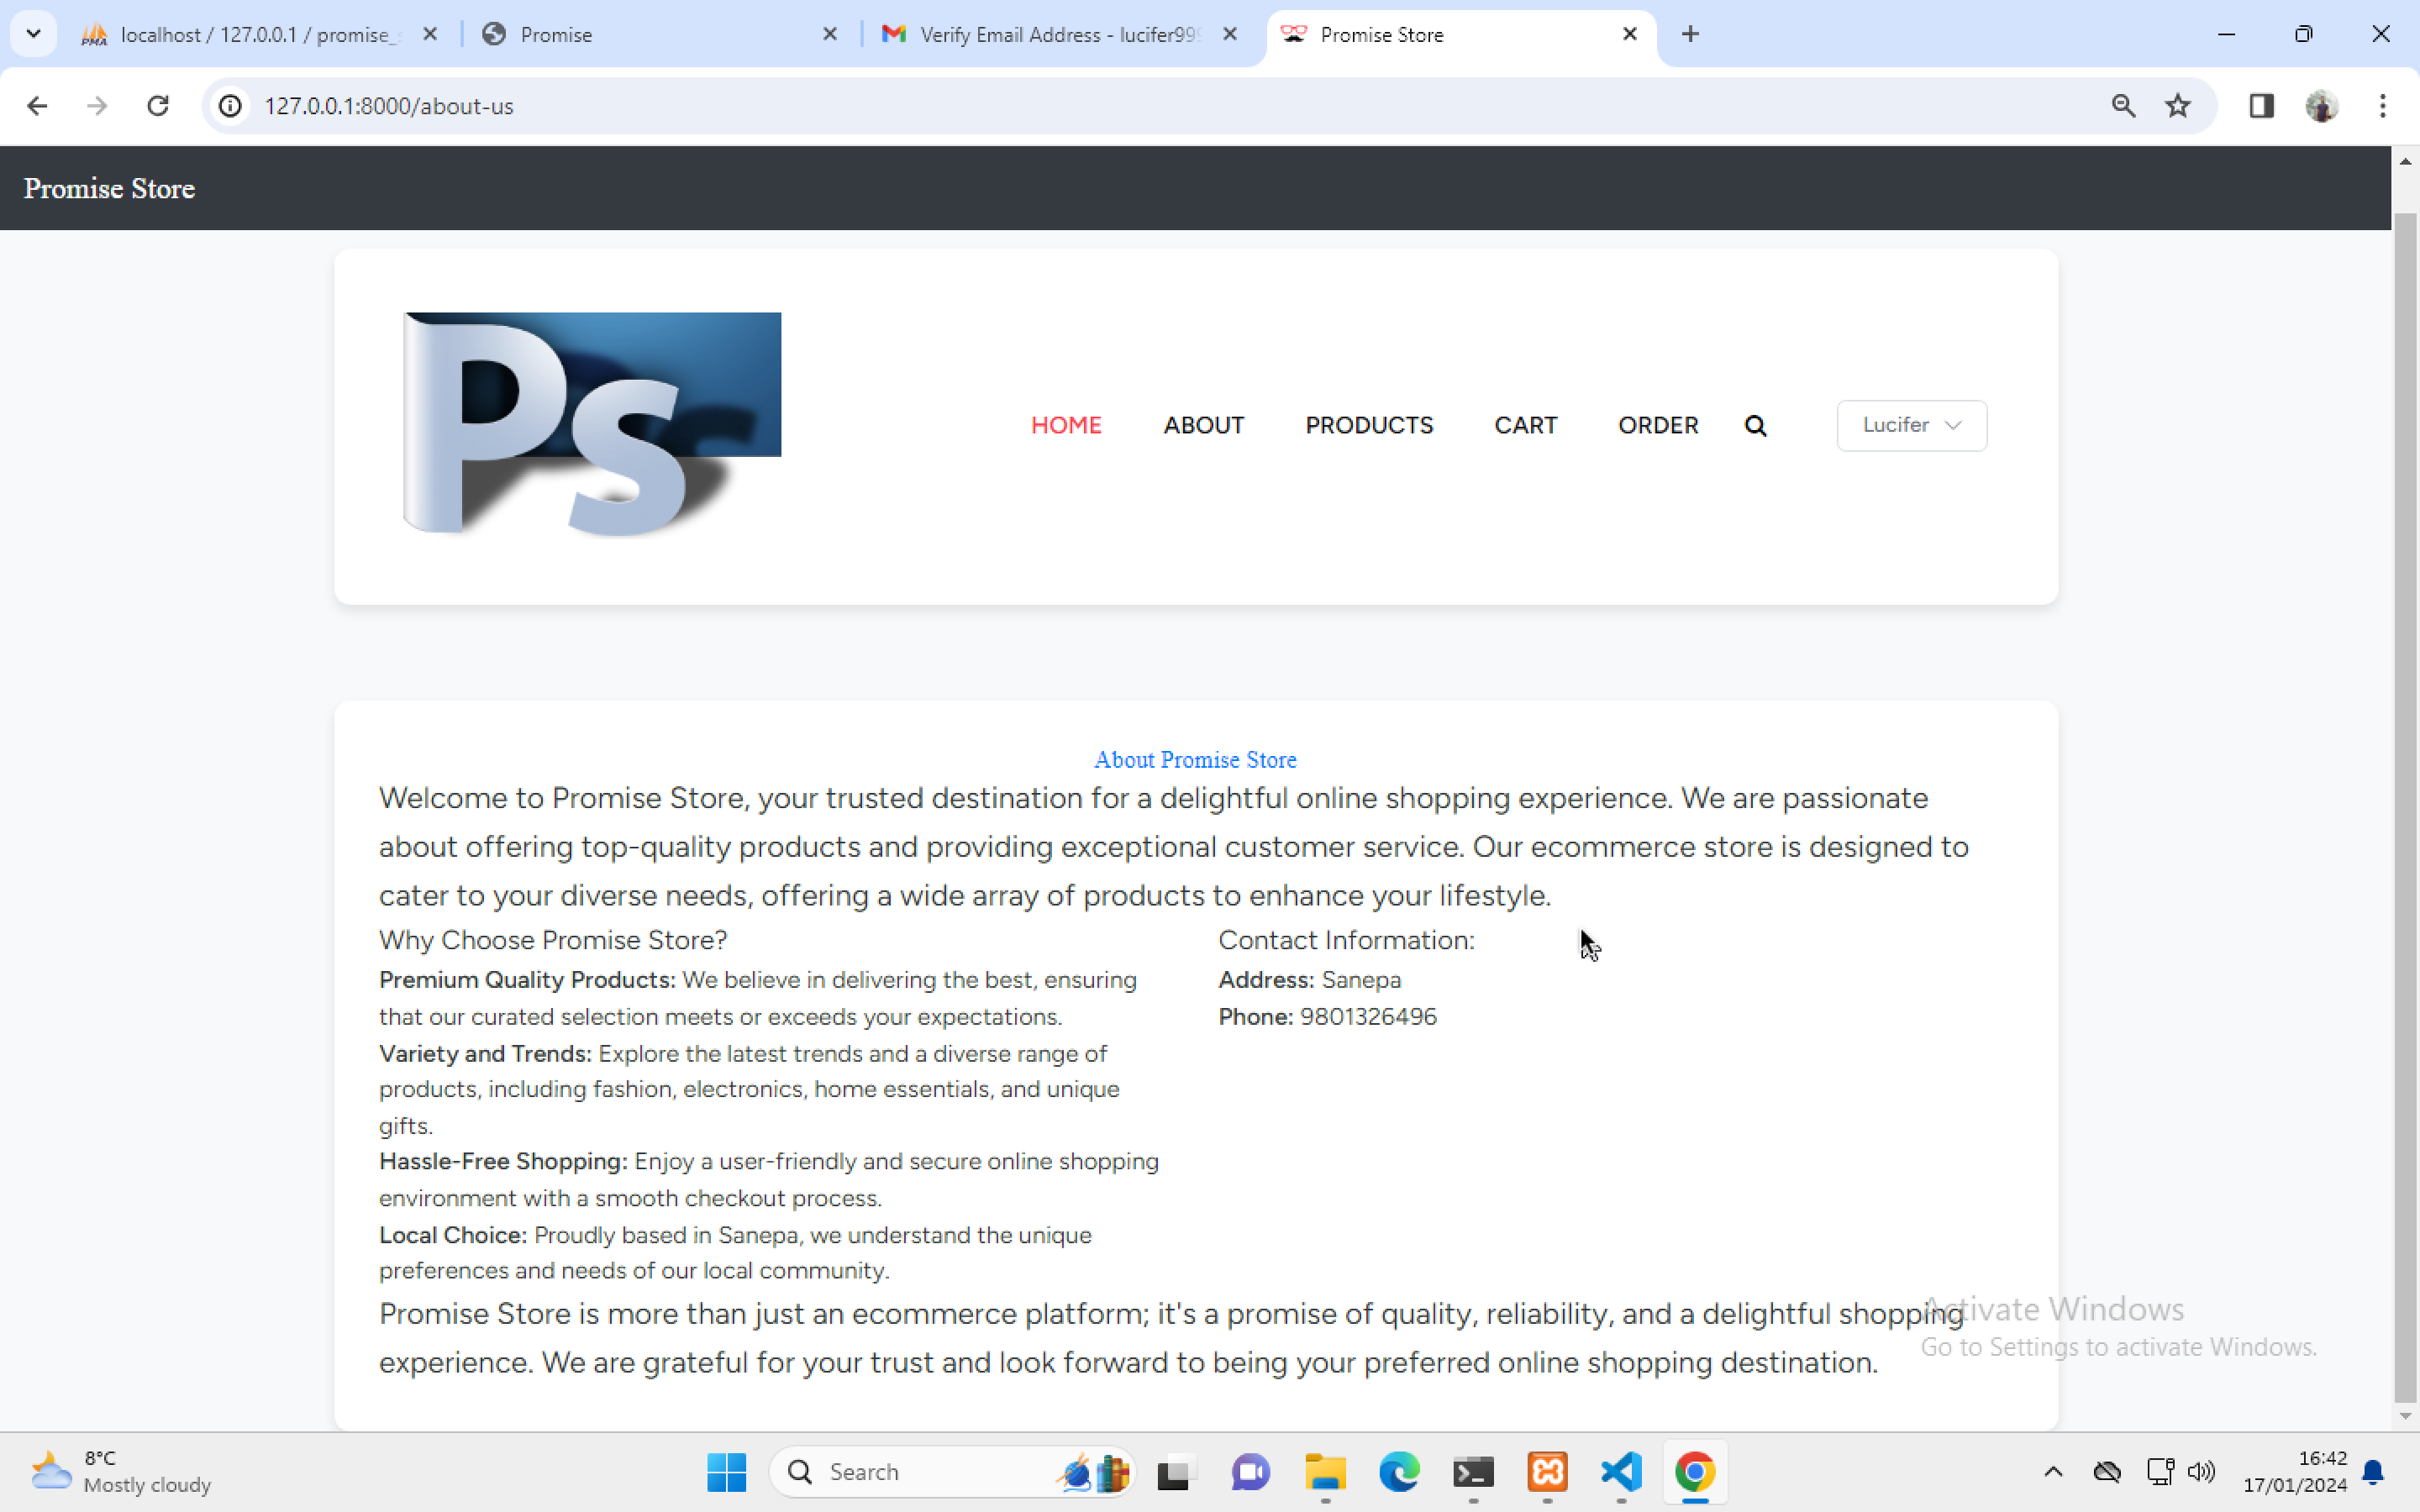 localhost / 127.0.0.1 / promise_s
Promise
Verify Email Address - lucifer999
Promise Store
127.0.0.1:8000/about-us
Promise Store
Ps
HOME ABOUT PRODUCTS CART ORDER Lucifer
About Promise Store
Welcome to Promise Store, your trusted destination for a delightful online shopping experience. We are passionate
about offering top-quality products and providing exceptional customer service. Our ecommerce store is designed to
cater to your diverse needs, offering a wide array of products to enhance your lifestyle.
Why Choose Promise Store?
Premium Quality Products: We believe in delivering the best, ensuring
that our curated selection meets or exceeds your expectations.
Variety and Trends: Explore the latest trends and a diverse range of
products, including fashion, electronics, home essentials, and unique
gifts.
Hassle-Free Shopping: Enjoy a user-friendly and secure online shopping
environment with a smooth checkout process.
Local Choice: Proudly based in Sanepa, we understand the unique
preferences and needs of our local community.
Contact Information:
Address: Sanepa
Phone: 9801326496
Promise Store is more than just an ecommerce platform; it's a promise of quality, reliability, and a delightful shopping
experience. We are grateful for your trust and look forward to being your preferred online shopping destination.
Activate Windows
Go to Settings to activate Windows.
8°C
Mostly cloudy
Search
16:42
17/01/2024